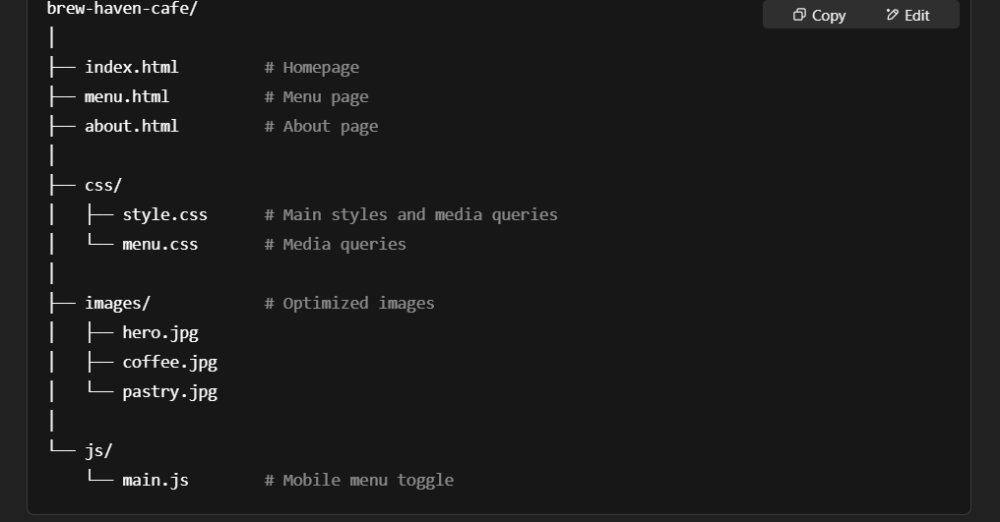 brew-haven-cafe/
Copy Edit
│
├── index.html # Homepage
├── menu.html # Menu page
├── about.html # About page
│
├── css/
│ ├── style.css # Main styles and media queries
│ └── menu.css # Media queries
│
├── images/ # Optimized images
│ ├── hero.jpg
│ ├── coffee.jpg
│ └── pastry.jpg
│
└── js/
└── main.js # Mobile menu toggle